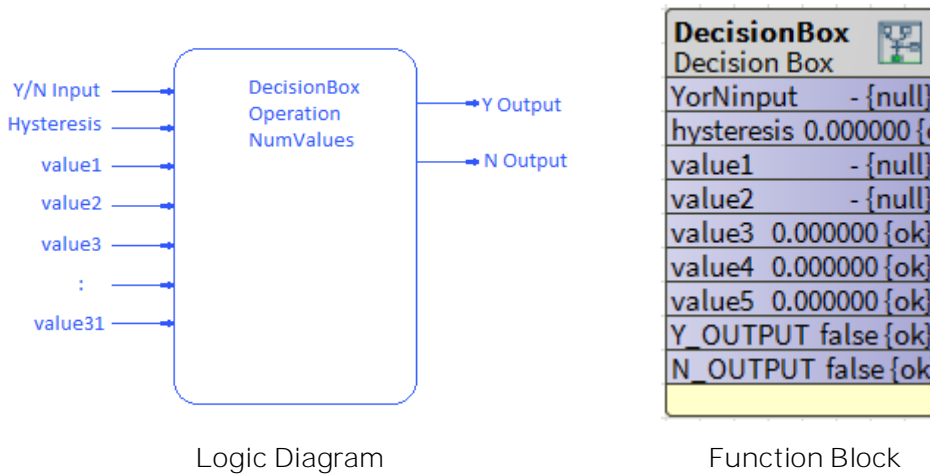 Y/N Input
Hysteresis
value1
value2
value3
:
value31
DecisionBox
Operation
NumValues
Y Output
N Output
Logic Diagram
DecisionBox
Decision Box
YorNinput - {null}
hysteresis 0.000000 {
value1 - {null}
value2 - {null}
value3 0.000000 {ok}
value4 0.000000 {ok}
value5 0.000000 {ok}
Y_OUTPUT false {ok}
N_OUTPUT false {ok
Function Block